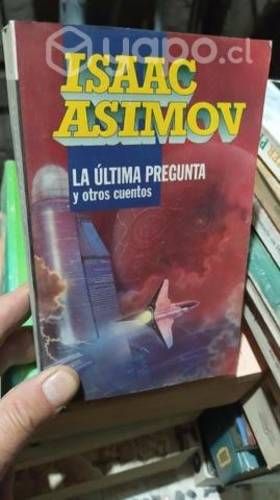 yapo.cl
ISAAC
ASIMOV
LA ÚLTIMA PREGUNTA
y otros cuentos